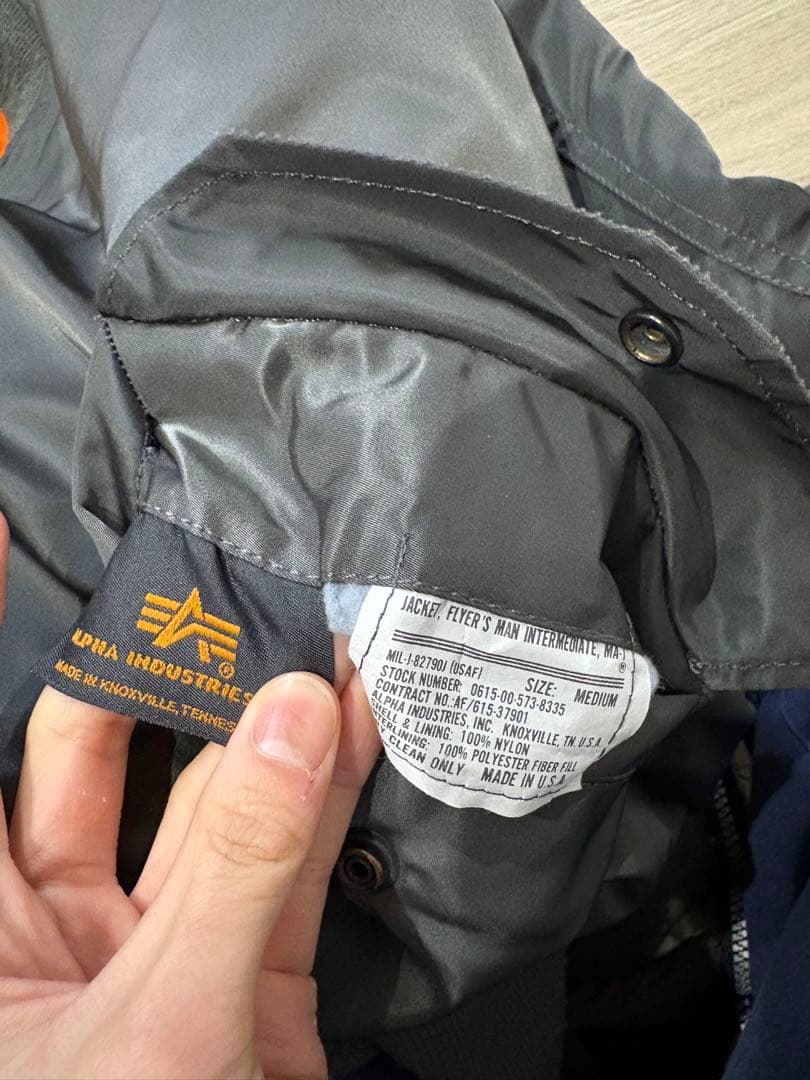 ALPHA INDUSTRIES®
MADE IN KNOXVILLE, TENNES
JACKET, FLYER'S MAN INTERMEDIATE, MA-1
®
MIL-J-8279OJ (USAF)
SIZE: MEDIUM
STOCK NUMBER: 0615-00-573-8335
CONTRACT NO.:AF/615-37901
ALPHA INDUSTRIES, INC. KNOXVILLE, TN. U.S.A.
SHELL & LINING: 100% NYLON
INTERLINING: 100% POLYESTER FIBER FILL
CLEAN ONLY MADE IN U.S.A.